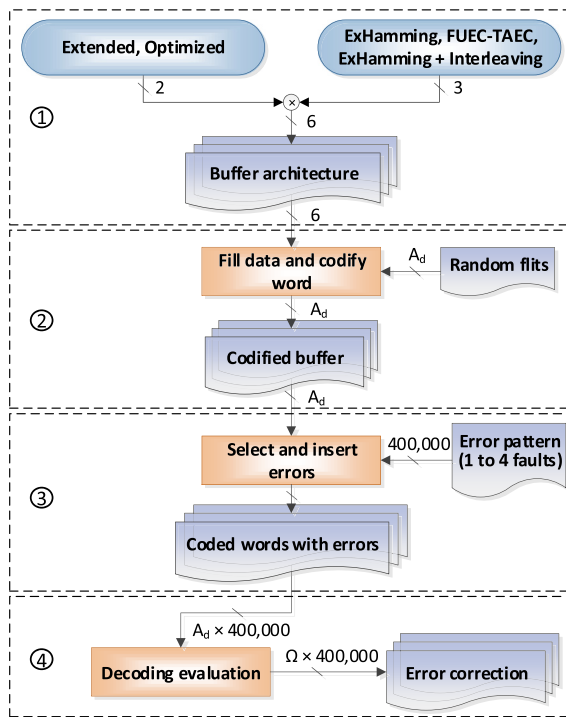 Extended, Optimized
ExHamming, FUEC-TAEC,
ExHamming + Interleaving
2
3
×
6
①
Buffer architecture
6
Fill data and codify
word
A_d
Random flits
A_d
②
Codified buffer
A_d
Select and insert
errors
400,000
Error pattern
(1 to 4 faults)
③
Coded words with errors
A_d × 400,000
④
Decoding evaluation
Ω × 400,000
Error correction